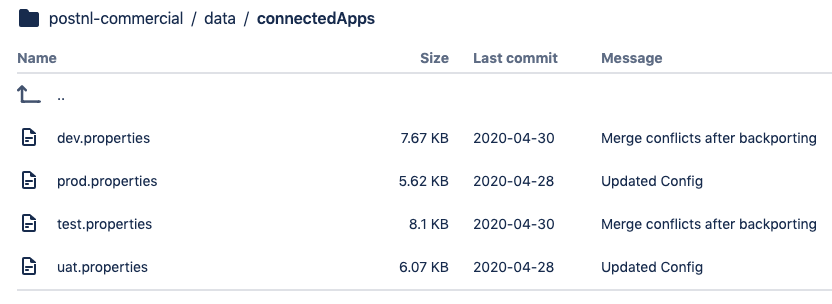 postnl-commercial / data / connectedApps
Name Size Last commit Message
..
dev.properties 7.67 KB 2020-04-30 Merge conflicts after backporting
prod.properties 5.62 KB 2020-04-28 Updated Config
test.properties 8.1 KB 2020-04-30 Merge conflicts after backporting
uat.properties 6.07 KB 2020-04-28 Updated Config